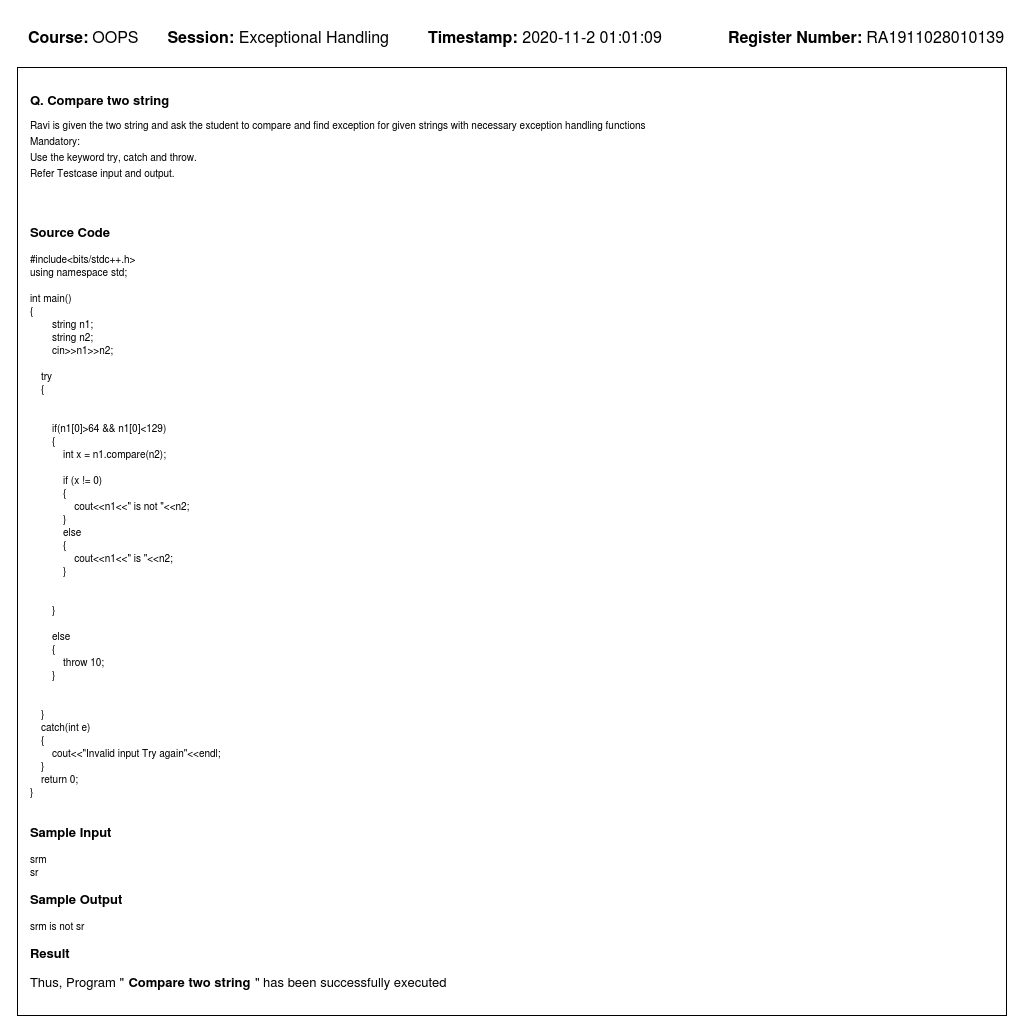 Course: OOPS Session: Exceptional Handling Timestamp: 2020-11-2 01:01:09 Register Number: RA1911028010139
Q. Compare two string
Ravi is given the two string and ask the student to compare and find exception for given strings with necessary exception handling functions
Mandatory:
Use the keyword try, catch and throw.
Refer Testcase input and output.
Source Code
#include<bits/stdc++.h>
using namespace std;
int main()
{
string n1;
string n2;
cin>>n1>>n2;
try
{
if(n1[0]>64 && n1[0]<129)
{
int x = n1.compare(n2);
if (x != 0)
{
cout<<n1<<" is not "<<n2;
}
else
{
cout<<n1<<" is "<<n2;
}
}
else
{
throw 10;
}
}
catch(int e)
{
cout<<"Invalid input Try again"<<endl;
}
return 0;
}
Sample Input
srm
sr
Sample Output
srm is not sr
Result
Thus, Program " Compare two string " has been successfully executed